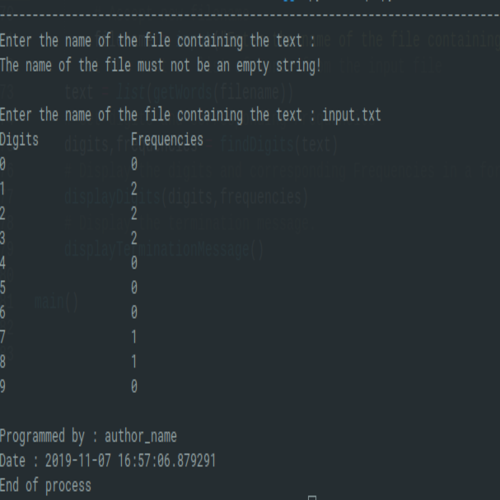 Enter the name of the file containing the text :
The name of the file must not be an empty string!
Enter the name of the file containing the text : input.txt
Digits Frequencies
0 0
1 2
2 2
3 2
4 0
5 0
6 0
7 1
8 1
9 0
Programmed by : author_name
Date : 2019-11-07 16:57:06.879291
End of process